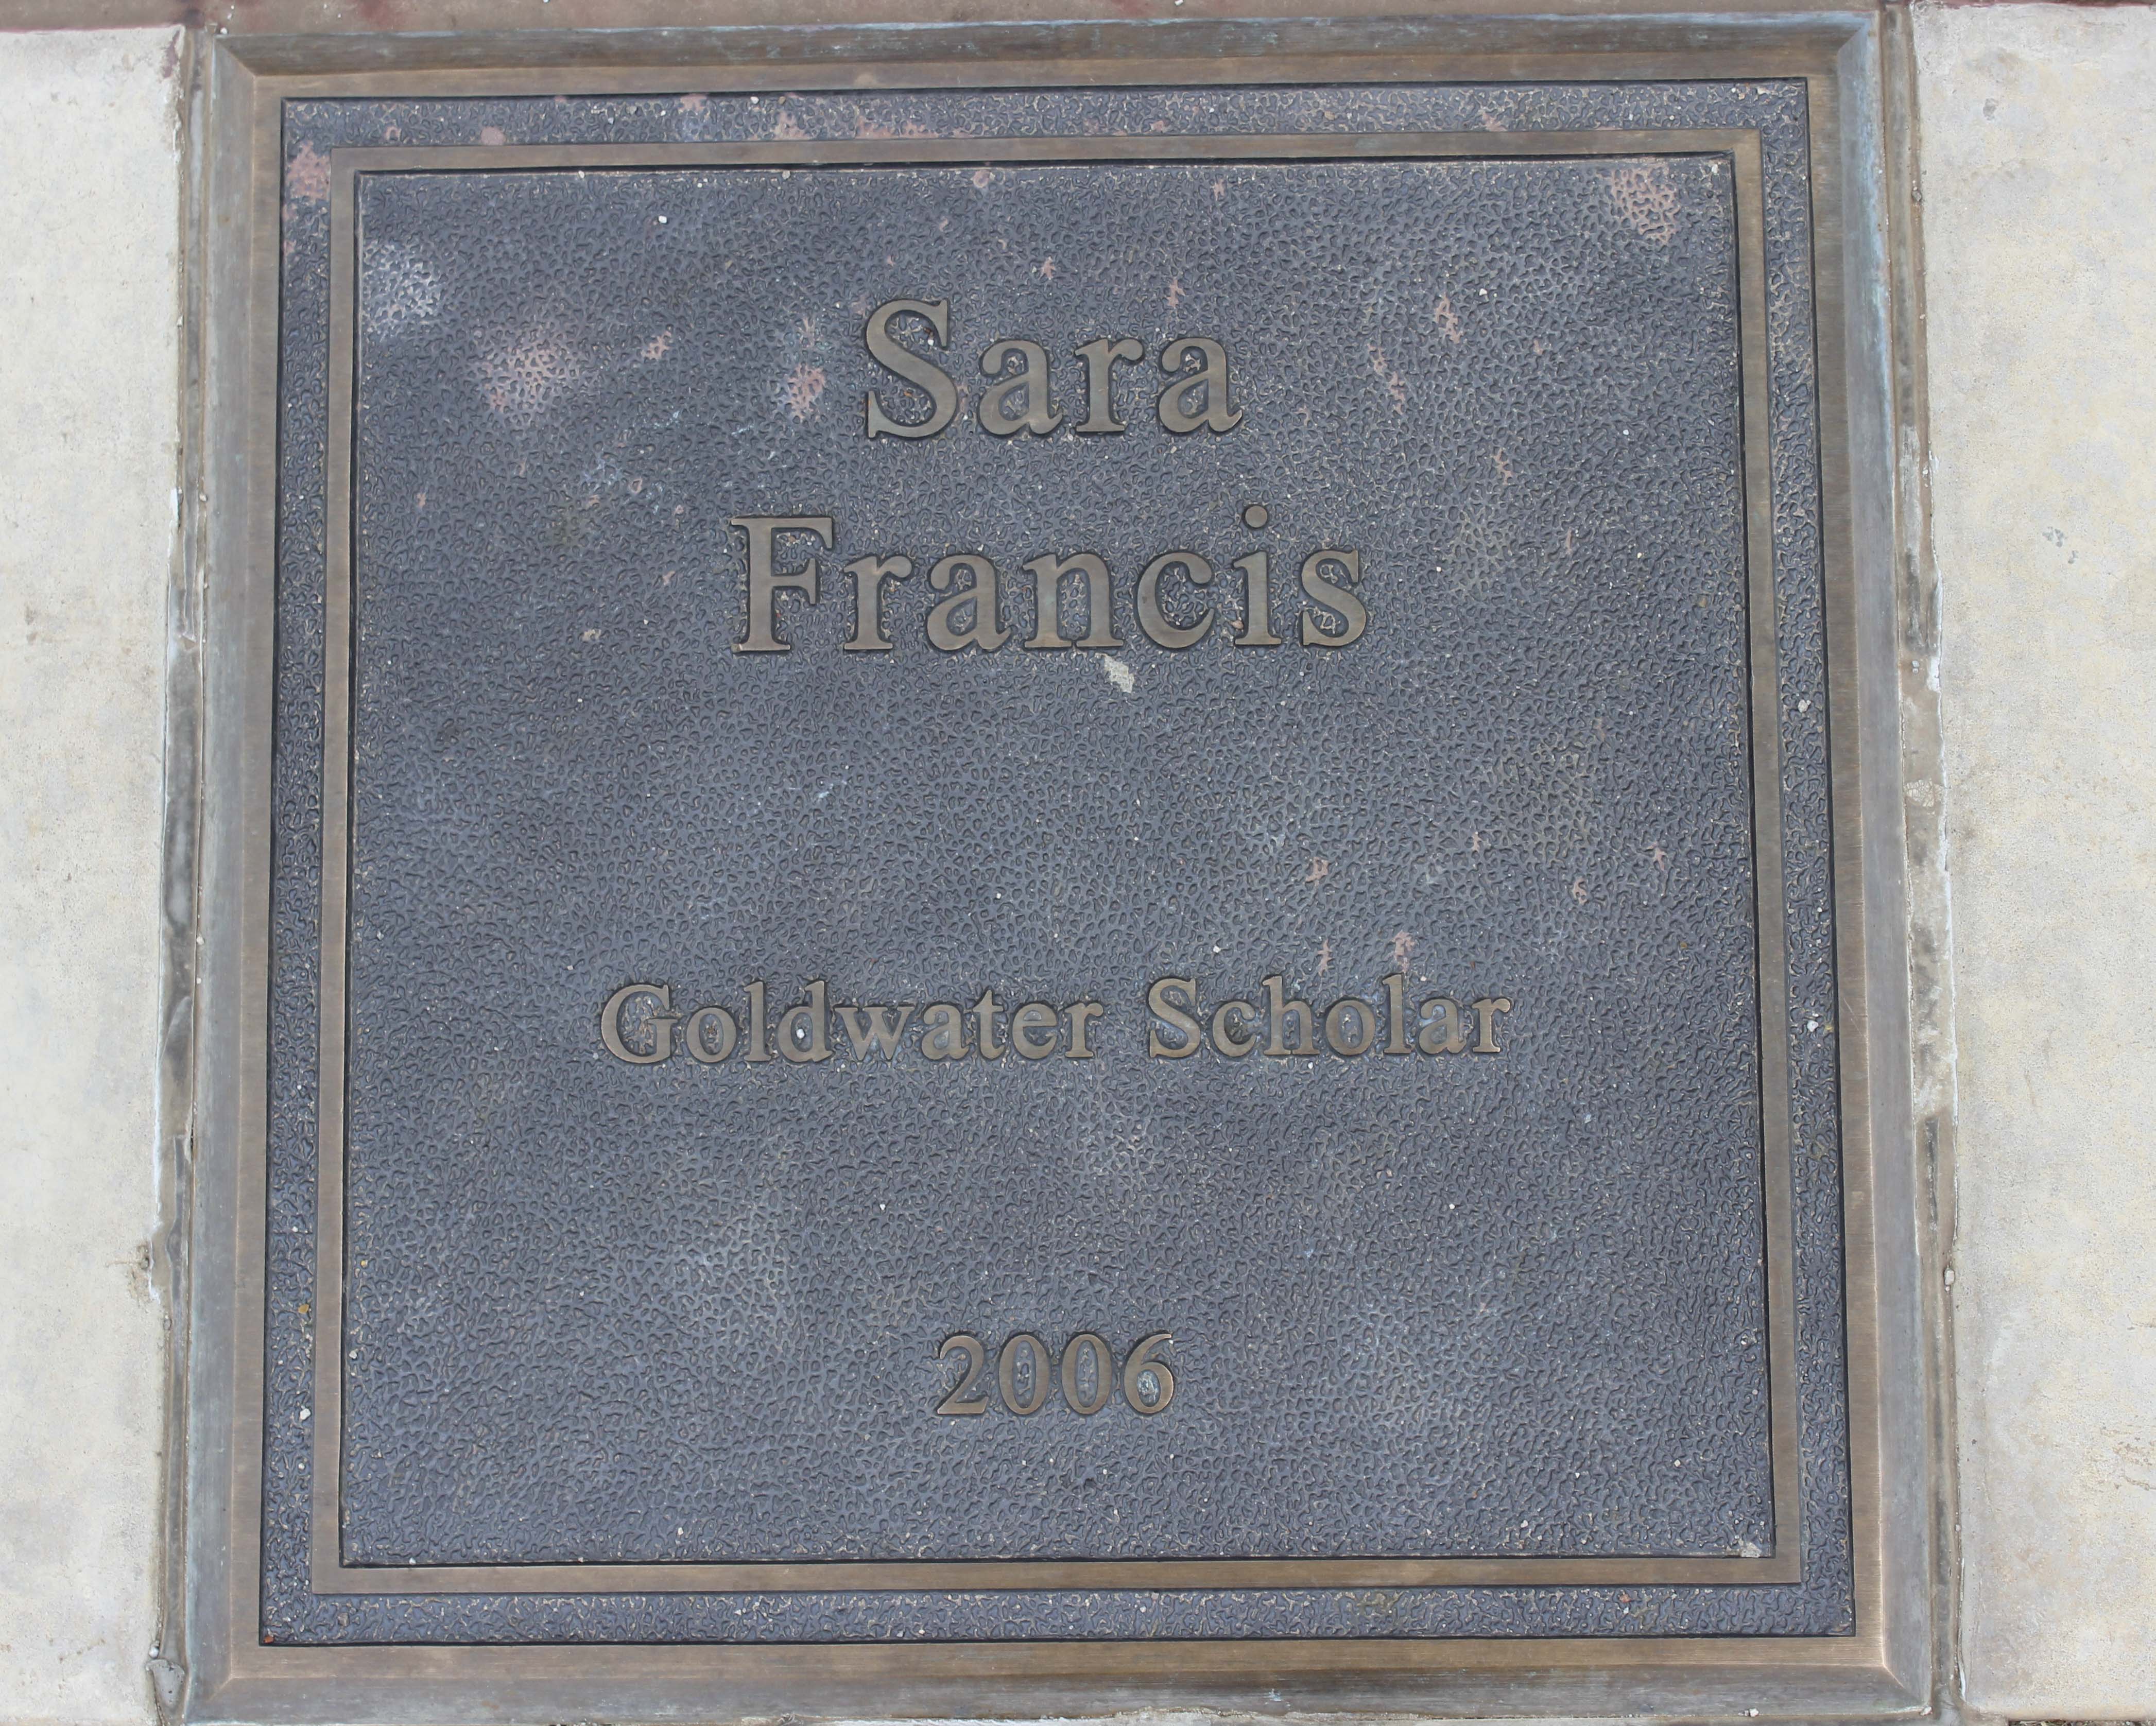 Sara
Francis
Goldwater Scholar
2006